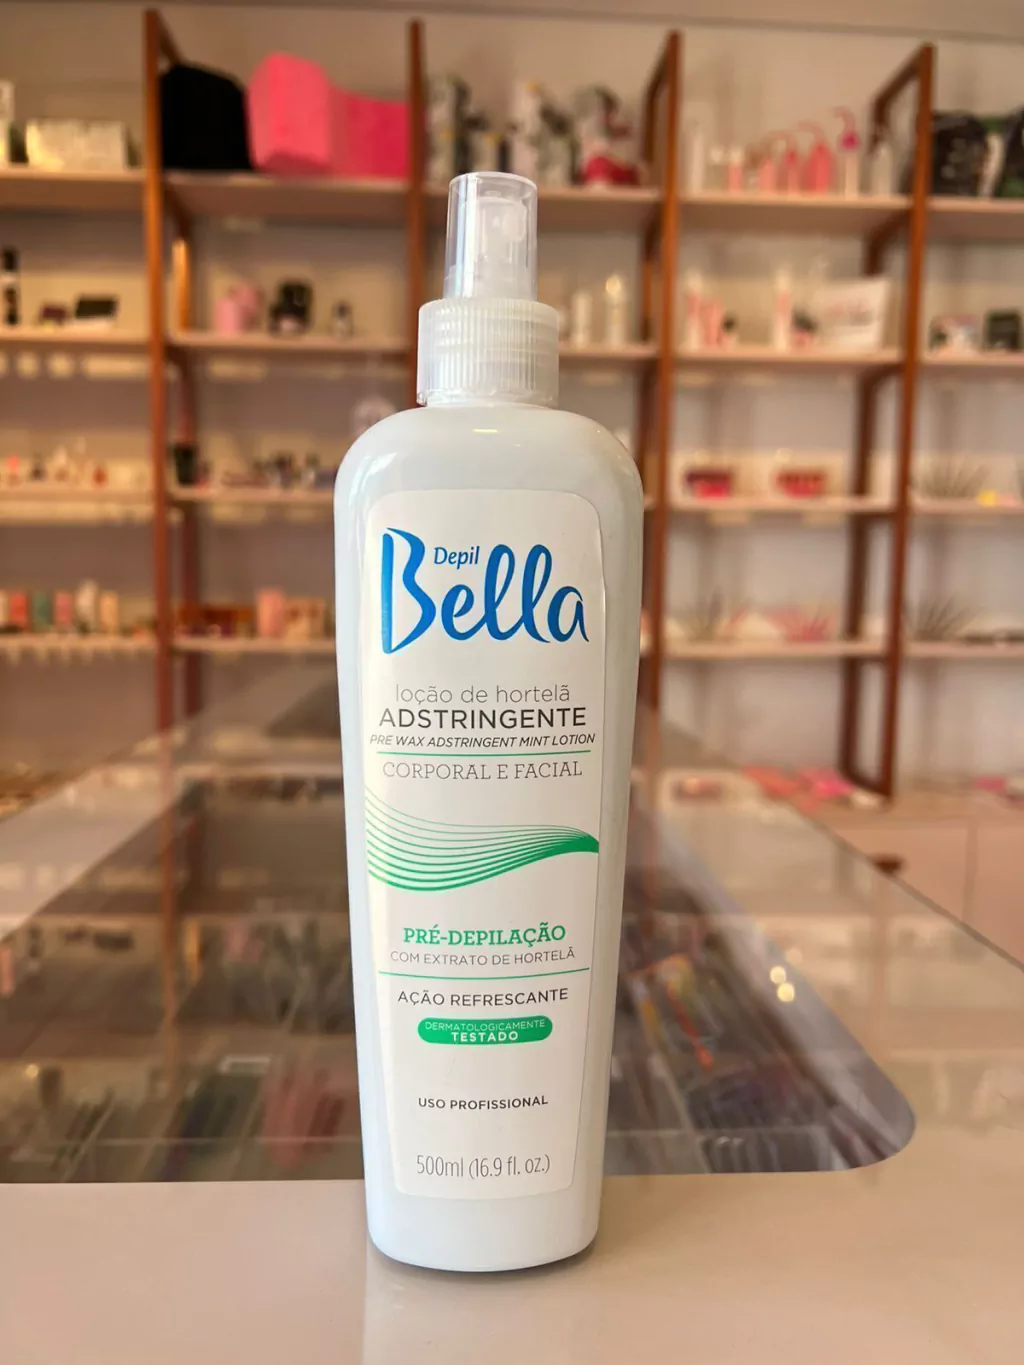 Depil
Bella
loção de hortelã
ADSTRINGENTE
PRE WAX ADSTRINGENT MINT LOTION
CORPORAL E FACIAL
PRÉ-DEPILAÇÃO
COM EXTRATO DE HORTELÃ
AÇÃO REFRESCANTE
DERMATOLOGICAMENTE
TESTADO
USO PROFISSIONAL
500ml (16.9 fl. oz.)